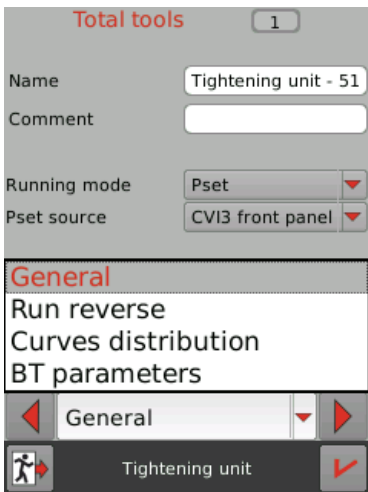 Total tools 1
Name Tightening unit - 51
Comment
Running mode Pset
Pset source CVI3 front panel
General
Run reverse
Curves distribution
BT parameters
General
Tightening unit